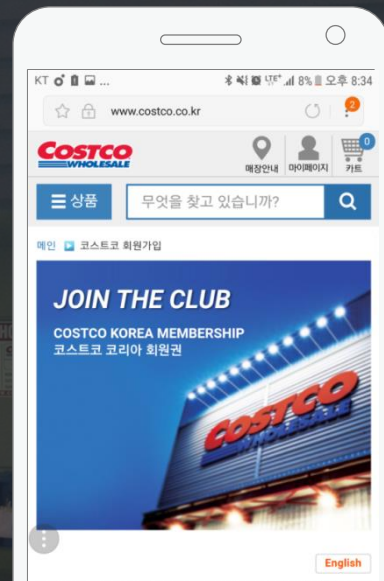 KT ... LTE+ 8% 오후 8:34
www.costco.co.kr 2
COSTCO
WHOLESALE
매장안내 마이페이지 카트 0
상품 무엇을 찾고 있습니까?
메인 코스트코 회원가입
JOIN THE CLUB
COSTCO KOREA MEMBERSHIP
코스트코 코리아 회원권
COSTCO
WHOLESALE
English